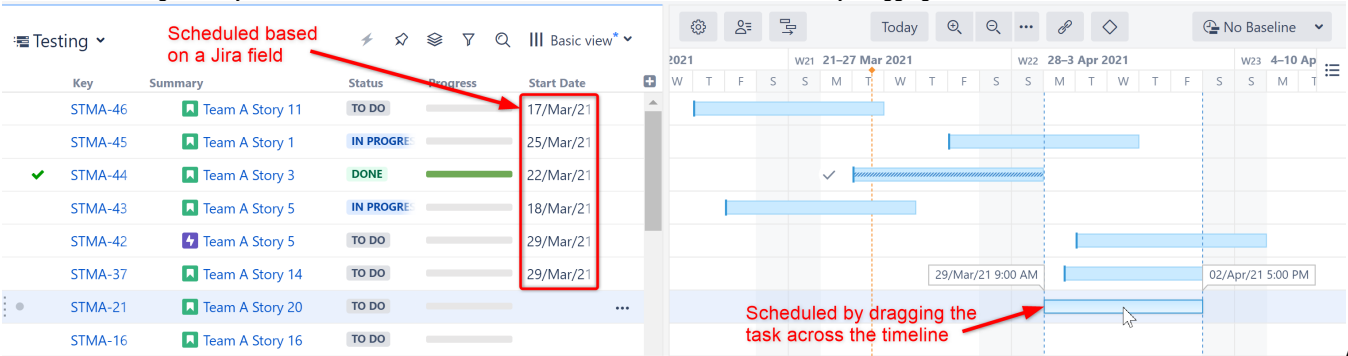 Testing
Scheduled based
on a Jira field
Basic view*
Today
No Baseline
2021
W21 21–27 Mar 2021
W22 28–3 Apr 2021
W23 4–10 Ap
Key Summary Status Progress Start Date
W T F S S M T W T F S S M T W T F S S M T
STMA-46 Team A Story 11 TO DO 17/Mar/21
STMA-45 Team A Story 1 IN PROGRES 25/Mar/21
STMA-44 Team A Story 3 DONE 22/Mar/21
STMA-43 Team A Story 5 IN PROGRES 18/Mar/21
STMA-42 Team A Story 5 TO DO 29/Mar/21
STMA-37 Team A Story 14 TO DO 29/Mar/21
29/Mar/21 9:00 AM
02/Apr/21 5:00 PM
STMA-21 Team A Story 20 TO DO
Scheduled by dragging the
task across the timeline
STMA-16 Team A Story 16 TO DO